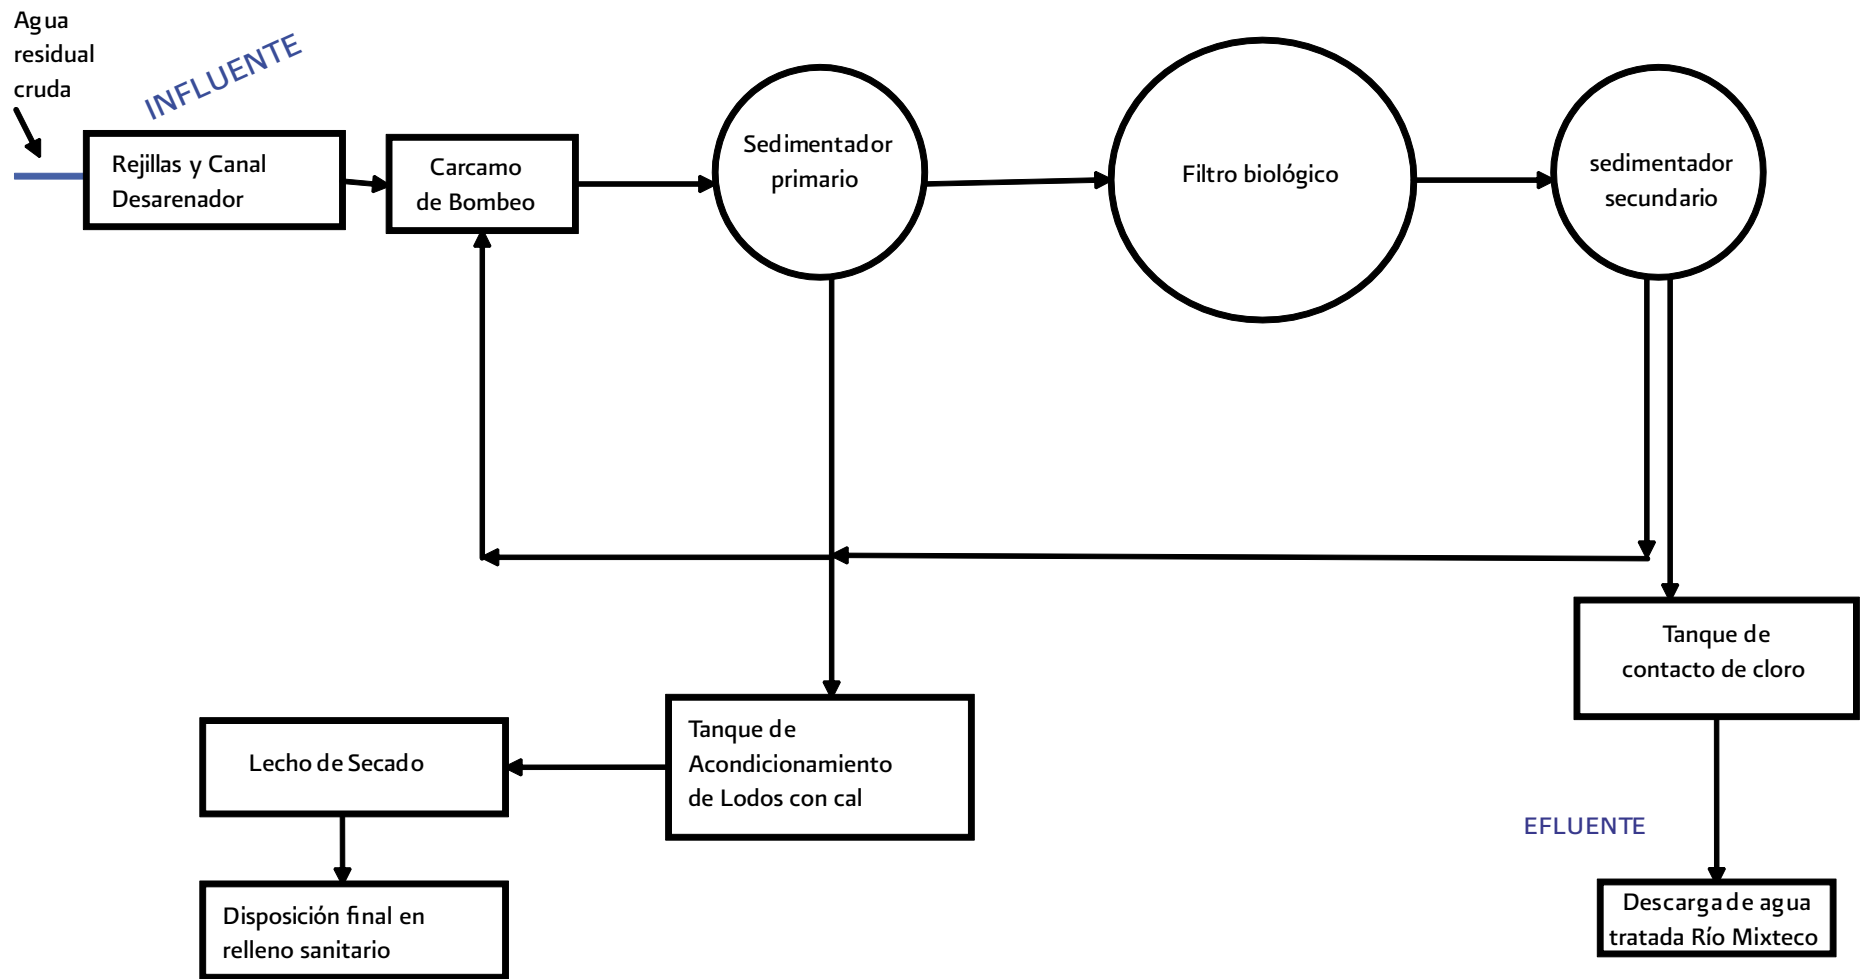 Agua
residual
cruda
INFLUENTE
Rejillas y Canal
Desarenador
Carcamo
de Bombeo
Sedimentador
primario
Filtro biológico
sedimentador
secundario
Tanque de
contacto de cloro
Tanque de
Acondicionamiento
de Lodos con cal
Lecho de Secado
EFLUENTE
Disposición final en
relleno sanitario
Descarga de agua
tratada Río Mixteco